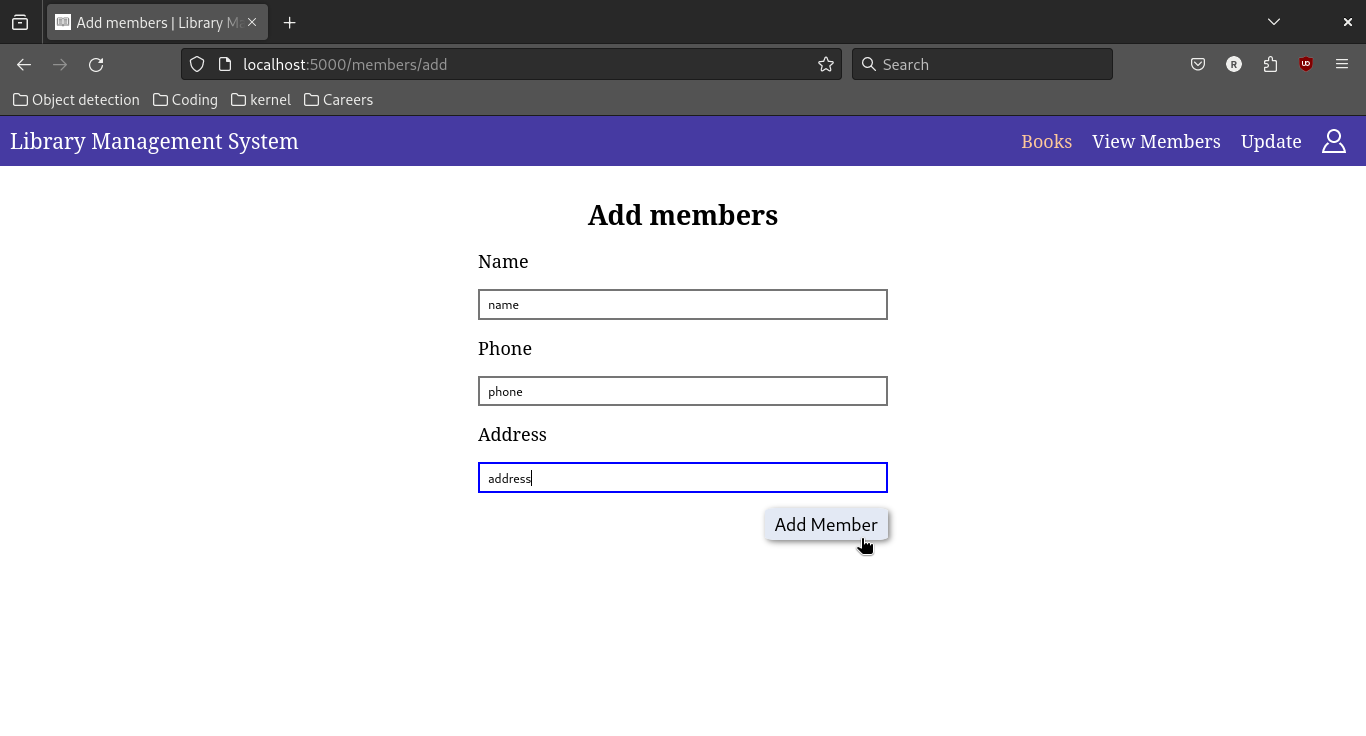 Add members | Library M
localhost:5000/members/add
Search
R
Object detection
Coding
kernel
Careers
Library Management System
Books
View Members
Update
Add members
Name
name
Phone
phone
Address
address
Add Member